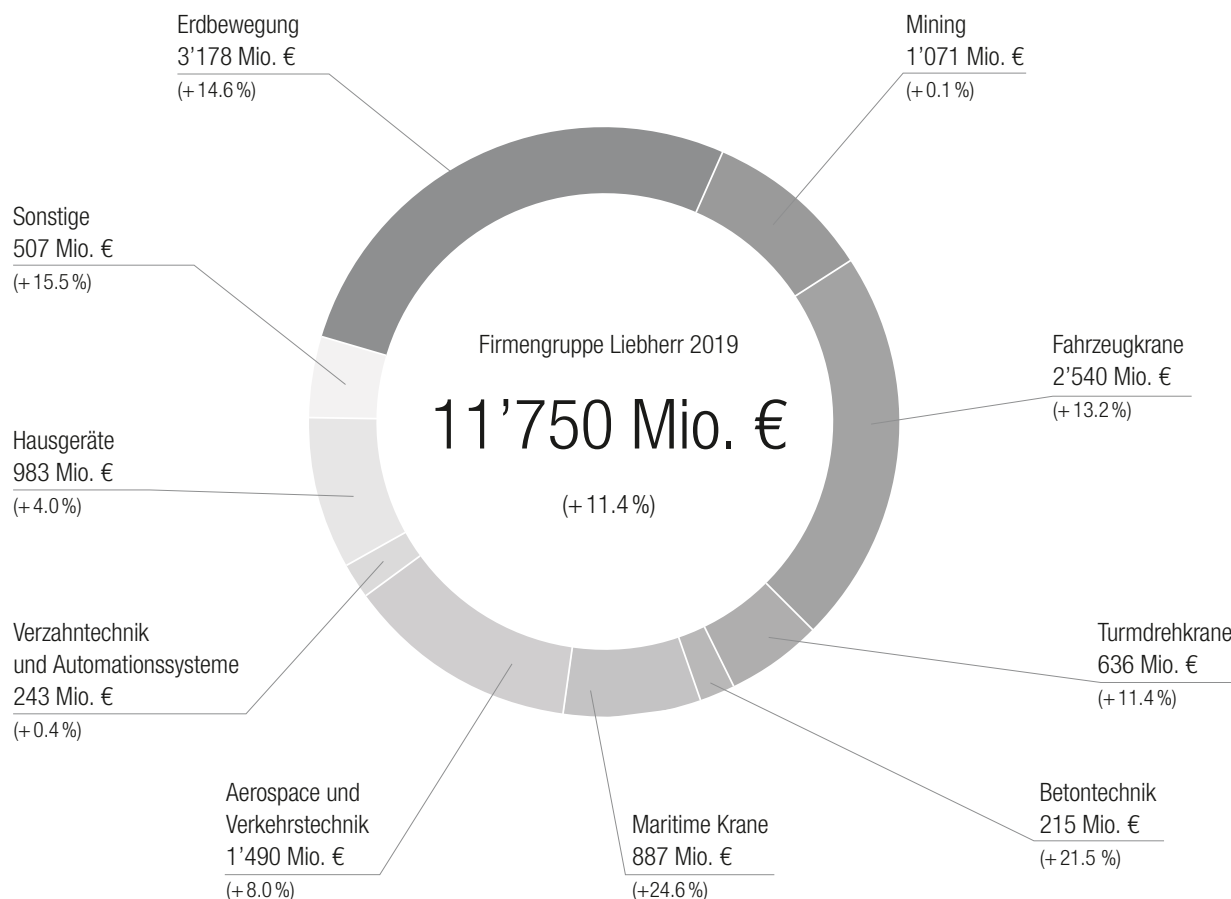 Erdbewegung
3’178 Mio. €
(+ 14.6 %)
Mining
1’071 Mio. €
(+ 0.1 %)
Sonstige
507 Mio. €
(+ 15.5 %)
Firmengruppe Liebherr 2019
11’750 Mio. €
(+ 11.4 %)
Fahrzeugkrane
2’540 Mio. €
(+ 13.2 %)
Hausgeräte
983 Mio. €
(+ 4.0 %)
Verzahntechnik
und Automationssysteme
243 Mio. €
(+ 0.4 %)
Turmdrehkrane
636 Mio. €
(+ 11.4 %)
Aerospace und
Verkehrstechnik
1’490 Mio. €
(+ 8.0 %)
Maritime Krane
887 Mio. €
(+24.6 %)
Betontechnik
215 Mio. €
(+ 21.5 %)